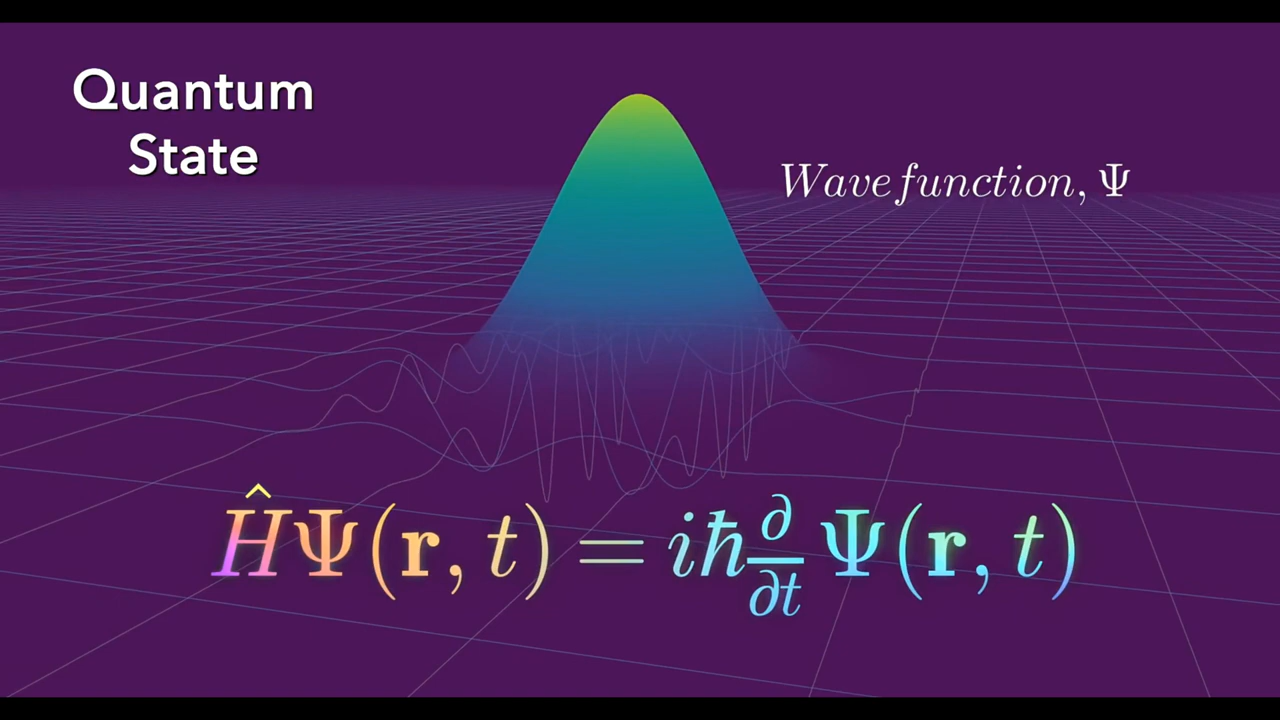 Quantum
State
Wavefunction, Ψ
ĤΨ(r, t) = iħ ∂/∂t Ψ(r, t)